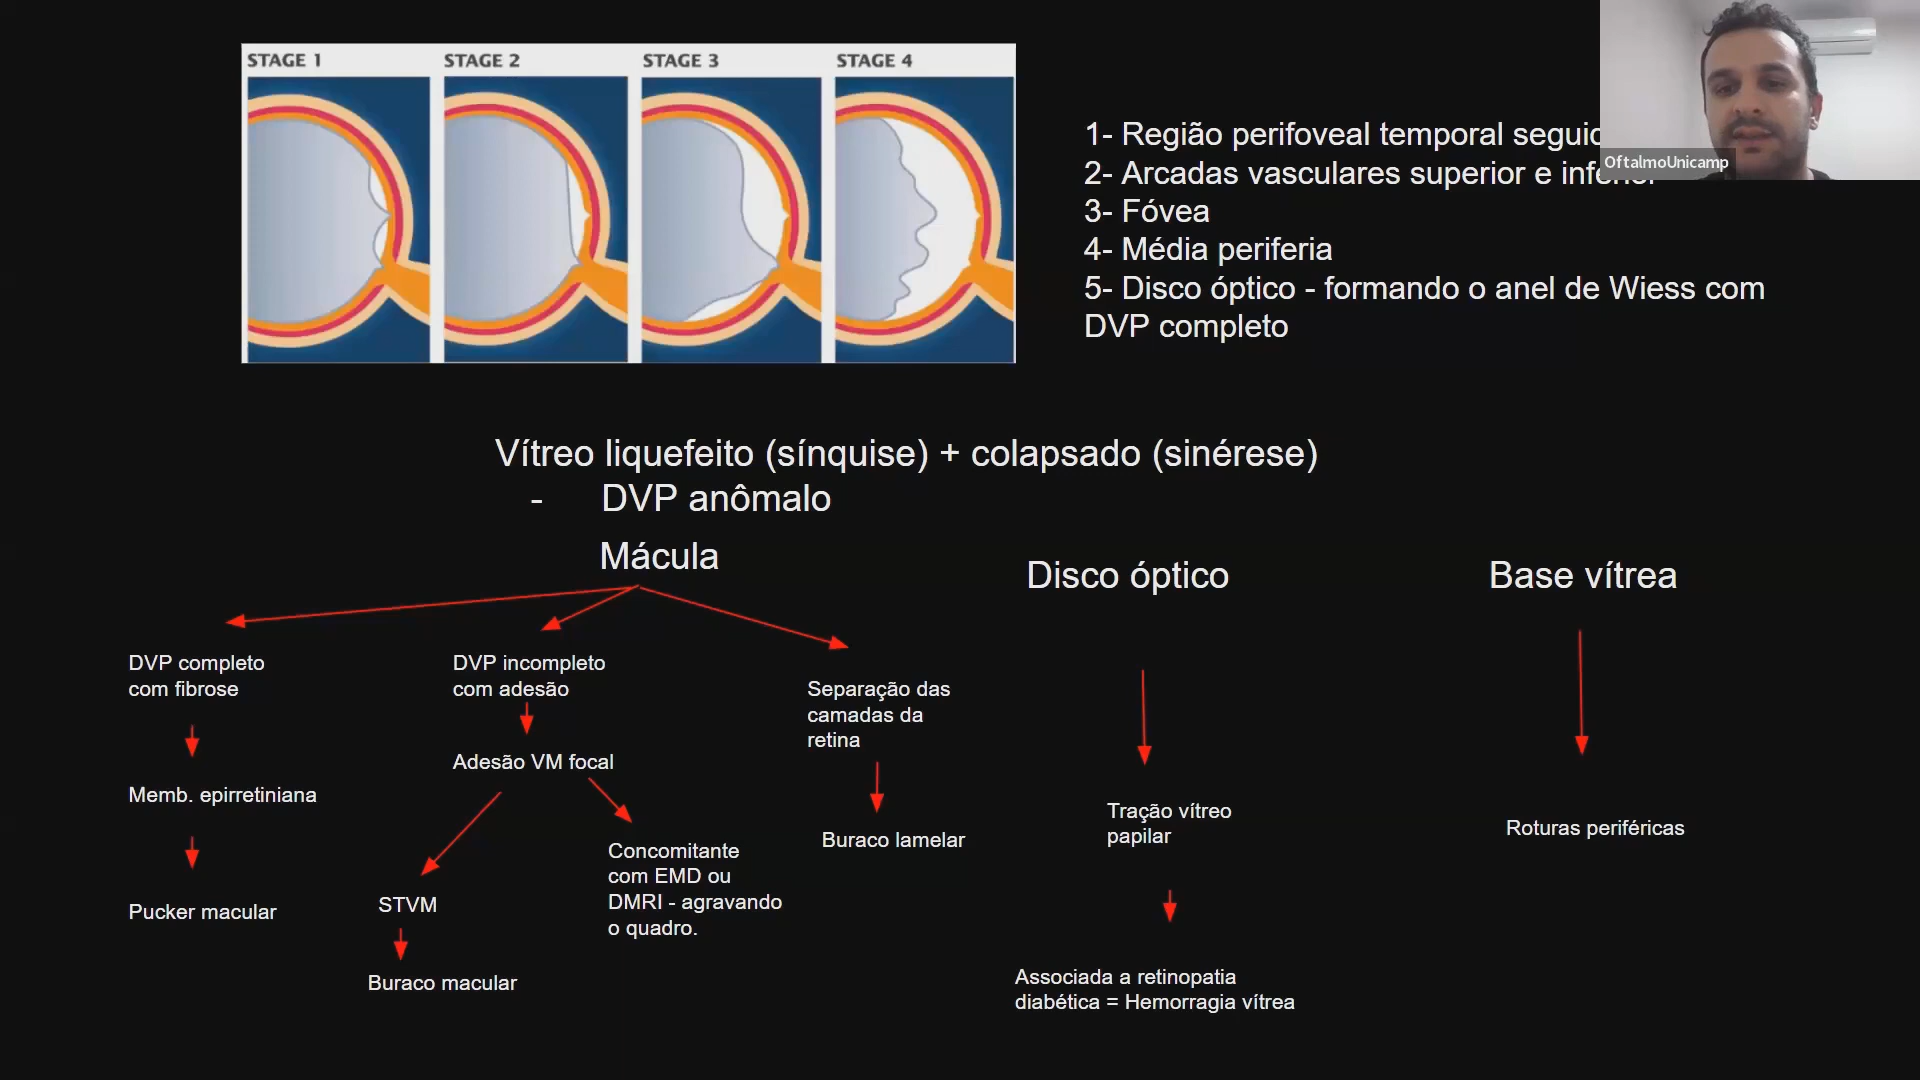 STAGE 1
STAGE 2
STAGE 3
STAGE 4
1- Região perifoveal temporal
2- Arcadas vasculares superior e
3- Fóvea
4- Média periferia
5- Disco óptico - formando o anel de Wiess com
DVP completo
OftalmoUnicamp
Vítreo liquefeito (sínquise) + colapsado (sinérese)
- DVP anômalo
Mácula
Disco óptico
Base vítrea
DVP completo
com fibrose
Memb. epirretiniana
Pucker macular
DVP incompleto
com adesão
Adesão VM focal
STVM
Buraco macular
Concomitante
com EMD ou
DMRI - agravando
o quadro.
Separação das
camadas da
retina
Buraco lamelar
Tração vítreo
papilar
Associada a retinopatia
diabética = Hemorragia vítrea
Roturas periféricas